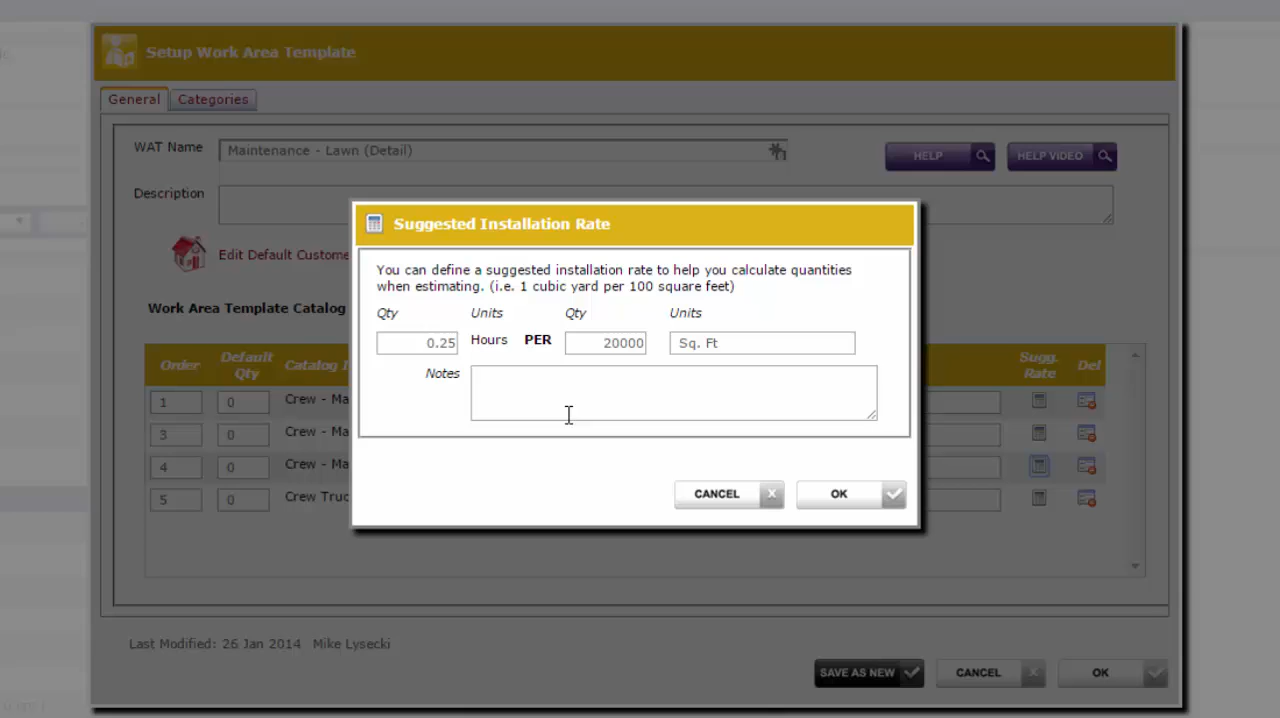 Setup Work Area Template
General Categories
WAT Name Maintenance - Lawn (Detail) HELP HELP VIDEO
Description
Edit Default Custome
Work Area Template Catalog
Order Default Qty Catalog I Sugg. Rate Del
1 0 Crew - Ma
3 0 Crew - Ma
4 0 Crew - Ma
5 0 Crew Truc
Suggested Installation Rate
You can define a suggested installation rate to help you calculate quantities
when estimating. (i.e. 1 cubic yard per 100 square feet)
Qty Units Qty Units
0.25 Hours PER 20000 Sq. Ft
Notes
CANCEL OK
Last Modified: 26 Jan 2014 Mike Lysecki
SAVE AS NEW CANCEL OK